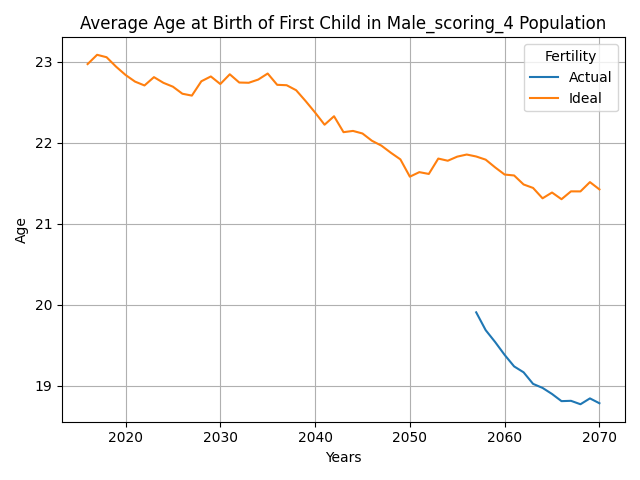 Average Age at Birth of First Child in Male_scoring_4 Population
Fertility
Actual
Ideal
23
22
21
20
19
Age
2020
2030
2040
2050
2060
2070
Years